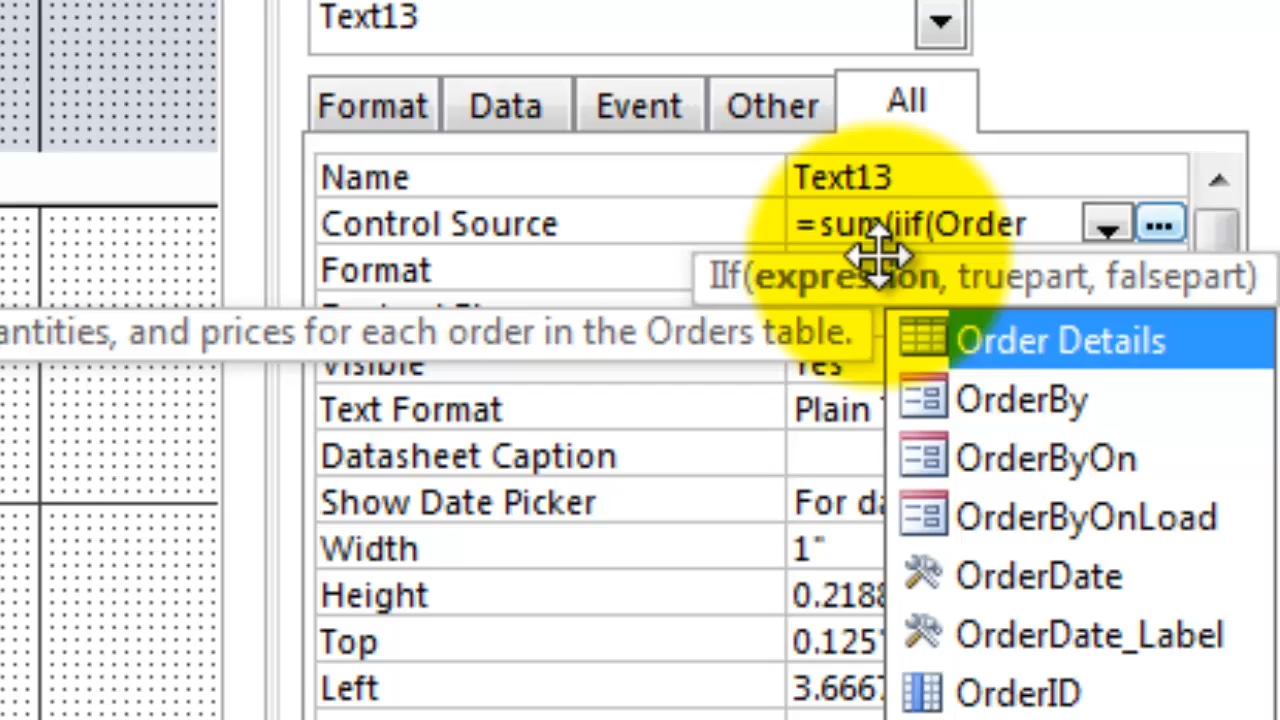 Text13
Format Data Event Other All
Name Text13
Control Source =sum(iif(Order
Format IIf(expression, truepart, falsepart)
antities, and prices for each order in the Orders table. Order Details
Visible Yes
OrderBy
Text Format Plain
OrderByOn
Datasheet Caption
Show Date Picker For da
OrderByOnLoad
Width 1"
OrderDate
Height 0.2188
Top 0.125"
OrderDate_Label
Left 3.6667
OrderID